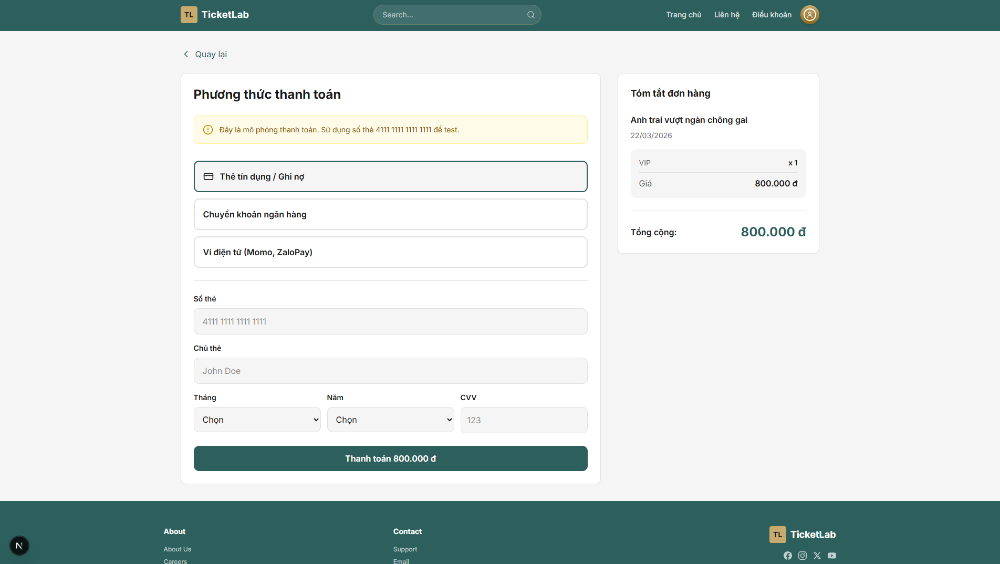 TL TicketLab
Search...
Trang chủ
Liên hệ
Điều khoản
Quay lại
Phương thức thanh toán
Đây là mô phỏng thanh toán. Sử dụng số thẻ 4111 1111 1111 1111 để test.
Thẻ tín dụng / Ghi nợ
Chuyển khoản ngân hàng
Ví điện tử (Momo, ZaloPay)
Số thẻ
4111 1111 1111 1111
Chủ thẻ
John Doe
Tháng
Năm
CVV
Chọn
Chọn
123
Thanh toán 800.000 đ
Tóm tắt đơn hàng
Anh trai vượt ngàn chông gai
22/03/2026
VIP x 1
Giá 800.000 đ
Tổng cộng: 800.000 đ
About
About Us
Careers
Contact
Support
Email
TL TicketLab
N